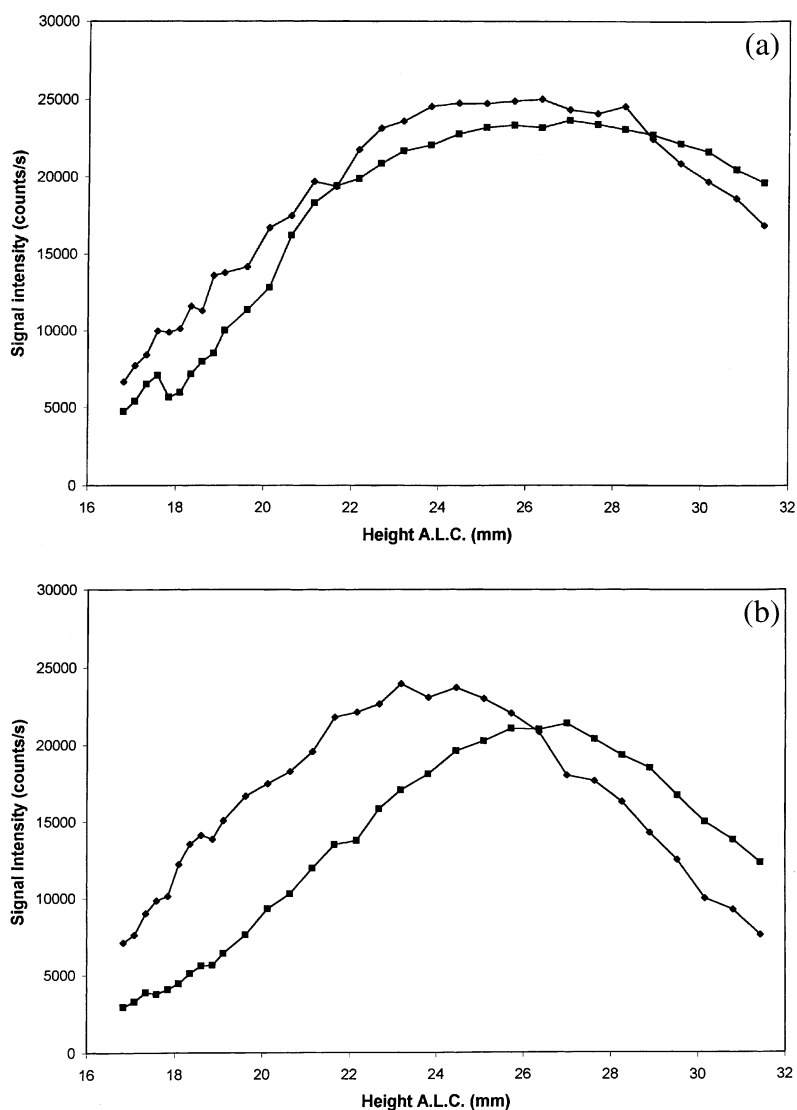 (a)
30000
25000
20000
15000
10000
5000
0
Signal intensity (counts/s)
16 18 20 22 24 26 28 30 32
Height A.L.C. (mm)
(b)
30000
25000
20000
15000
10000
5000
0
Signal Intensity (counts/s)
16 18 20 22 24 26 28 30 32
Height A.L.C. (mm)